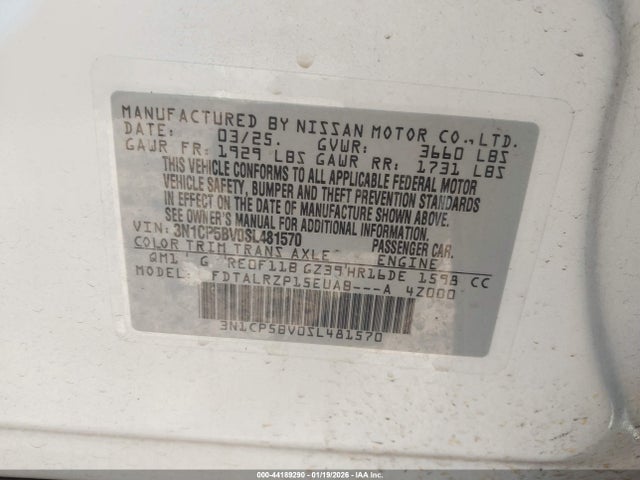 MANUFACTURED BY NISSAN MOTOR CO.,LTD.
DATE: 03/25. GVWR: 3660 LBS
GAWR FR: 1929 LBS GAWR RR: 1731 LBS
THIS VEHICLE CONFORMS TO ALL APPLICABLE FEDERAL MOTOR
VEHICLE SAFETY, BUMPER AND THEFT PREVENTION STANDARDS
IN EFFECT ON THE DATE OF MANUFACTURE SHOWN ABOVE.
SEE OWNER'S MANUAL FOR ADDITIONAL INFORMATION.
VIN: 3N1CP5BV0SL481570 PASSENGER CAR.
COLOR TRIM TRANS AXLE ENGINE
QM1 G RE0F11B GZ39 HR16DE 1598 CC
MODEL: FDTALRZP15EUAB---A 4Z000
3N1CP5BV0SL481570
000-44189290 - 01/19/2026 - IAA Inc.